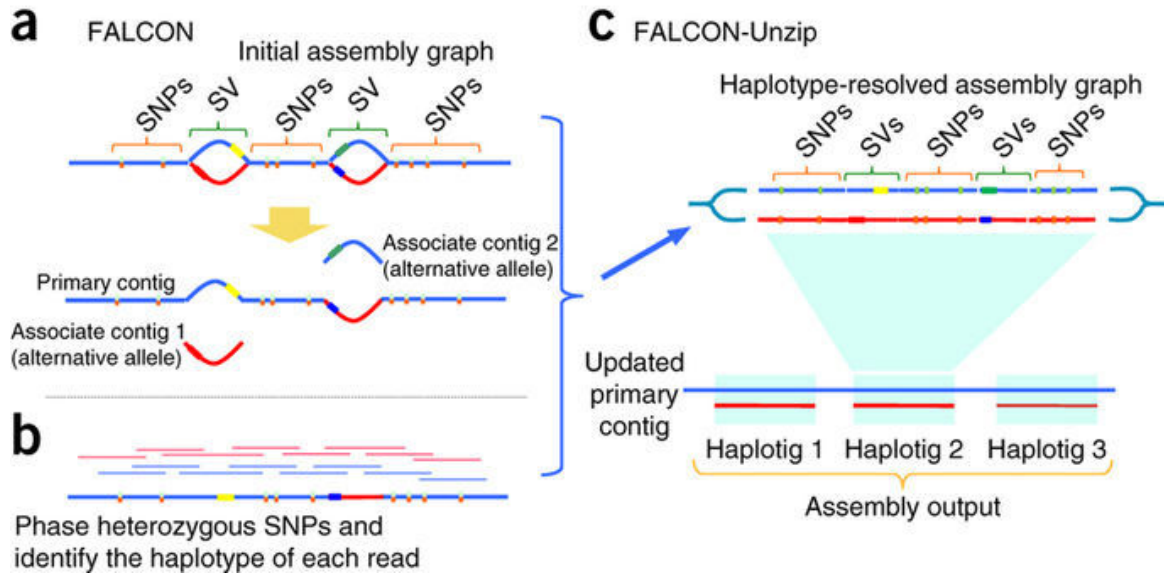 a FALCON
Initial assembly graph
SNPs
SV
SNPs
SV
SNPs
Associate contig 2
(alternative allele)
Primary contig
Associate contig 1
(alternative allele)
b
Phase heterozygous SNPs and
identify the haplotype of each read
c FALCON-Unzip
Haplotype-resolved assembly graph
SNPs
SVs
SNPs
SVs
SNPs
Updated
primary
contig
Haplotig 1 Haplotig 2 Haplotig 3
Assembly output